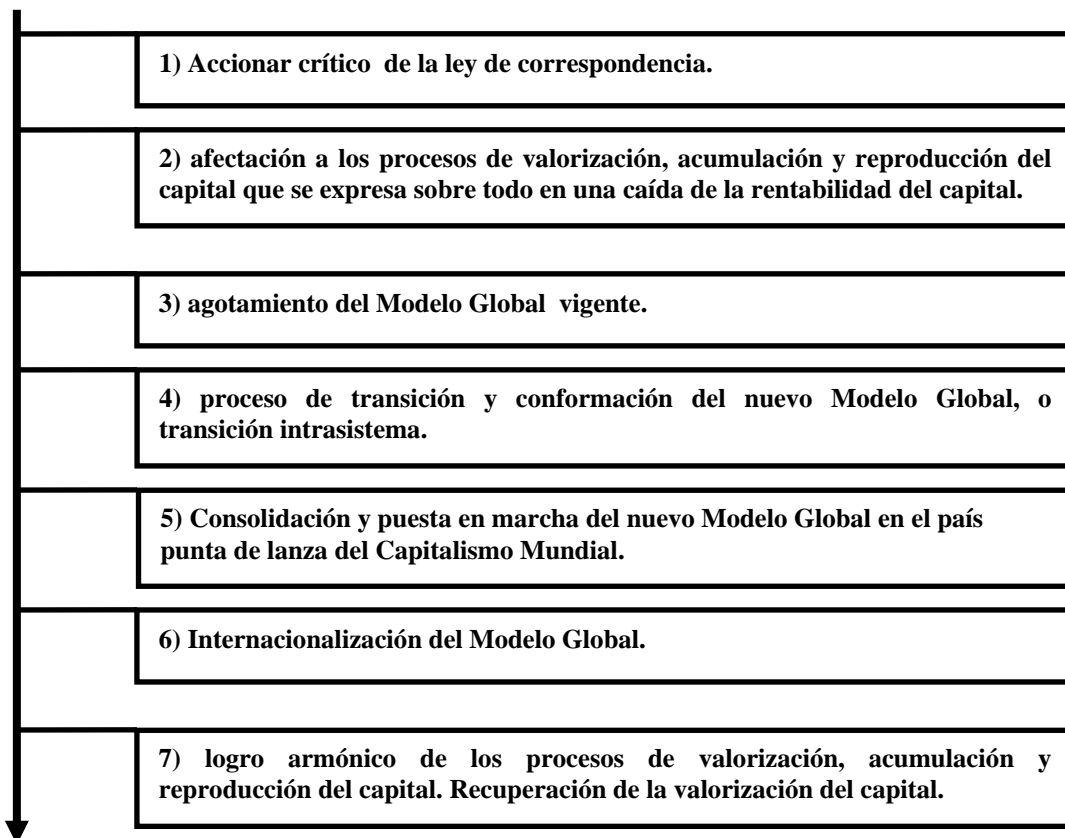 1) Accionar crítico de la ley de correspondencia.
2) afectación a los procesos de valorización, acumulación y reproducción del
capital que se expresa sobre todo en una caída de la rentabilidad del capital.
3) agotamiento del Modelo Global vigente.
4) proceso de transición y conformación del nuevo Modelo Global, o
transición intrasistema.
5) Consolidación y puesta en marcha del nuevo Modelo Global en el país
punta de lanza del Capitalismo Mundial.
6) Internacionalización del Modelo Global.
7) logro armónico de los procesos de valorización, acumulación y
reproducción del capital. Recuperación de la valorización del capital.